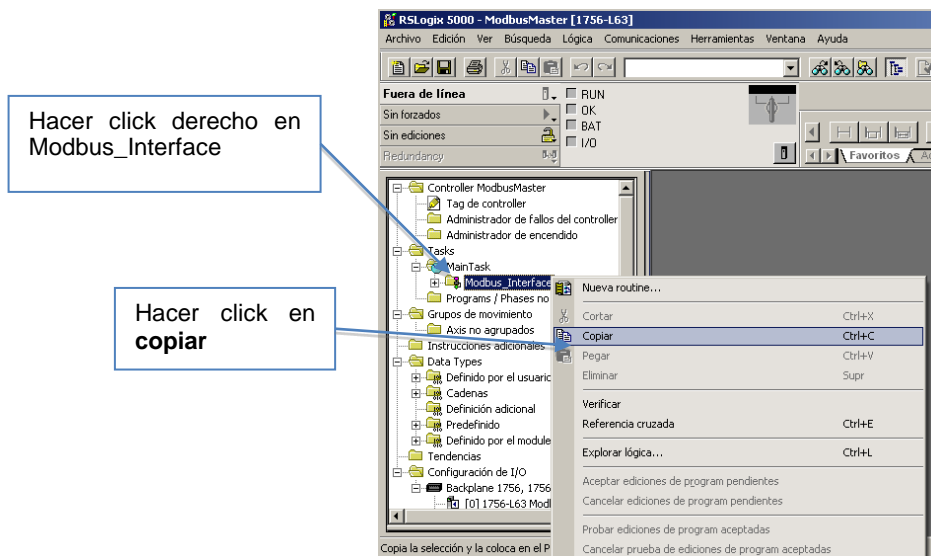 RSLogix 5000 - ModbusMaster [1756-L63]
Archivo Edición Ver Búsqueda Lógica Comunicaciones Herramientas Ventana Ayuda
Fuera de línea
RUN
Sin forzados
OK
Sin ediciones
BAT
I/O
Redundancy
Favoritos
Hacer click derecho en
Modbus_Interface
Controller ModbusMaster
Tag de controller
Administrador de fallos del controller
Administrador de encendido
Tasks
MainTask
Modbus_Interface
Programs / Phases no
Grupos de movimiento
Axis no agrupados
Instrucciones adicionales
Data Types
Definido por el usuaric
Cadenas
Definición adicional
Predefinido
Definido por el module
Tendencias
Configuración de I/O
Backplane 1756, 1756
[0] 1756-L63 Modl
Copia la selección y la coloca en el P
Hacer click en
copiar
Nueva routine...
Cortar Ctrl+X
Copiar Ctrl+C
Pegar Ctrl+V
Eliminar Supr
Verificar
Referencia cruzada Ctrl+E
Explorar lógica... Ctrl+L
Aceptar ediciones de program pendientes
Cancelar ediciones de program pendientes
Probar ediciones de program aceptadas
Cancelar prueba de ediciones de program aceptadas